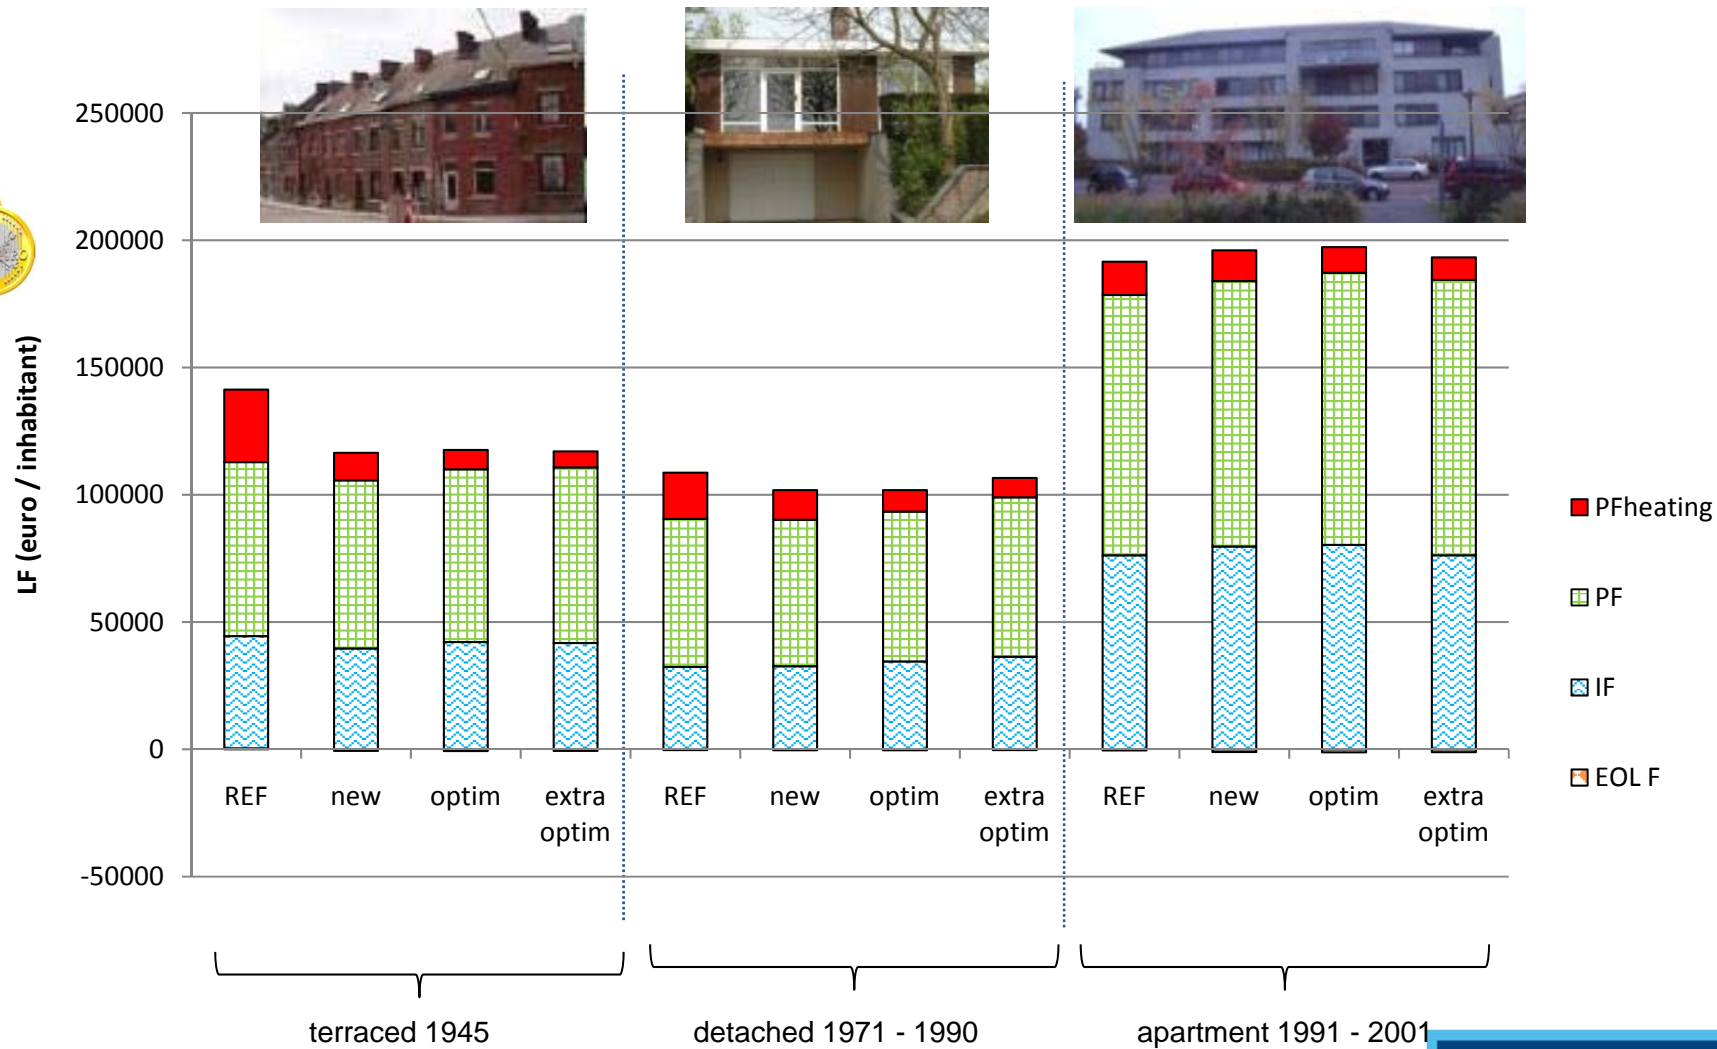 250000
200000
150000
100000
50000
0
-50000
LF (euro / inhabitant)
REF
new
optim
extra
optim
REF
new
optim
extra
optim
REF
new
optim
extra
optim
PFheating
PF
IF
EOL F
terraced 1945
detached 1971 - 1990
apartment 1991 - 2001